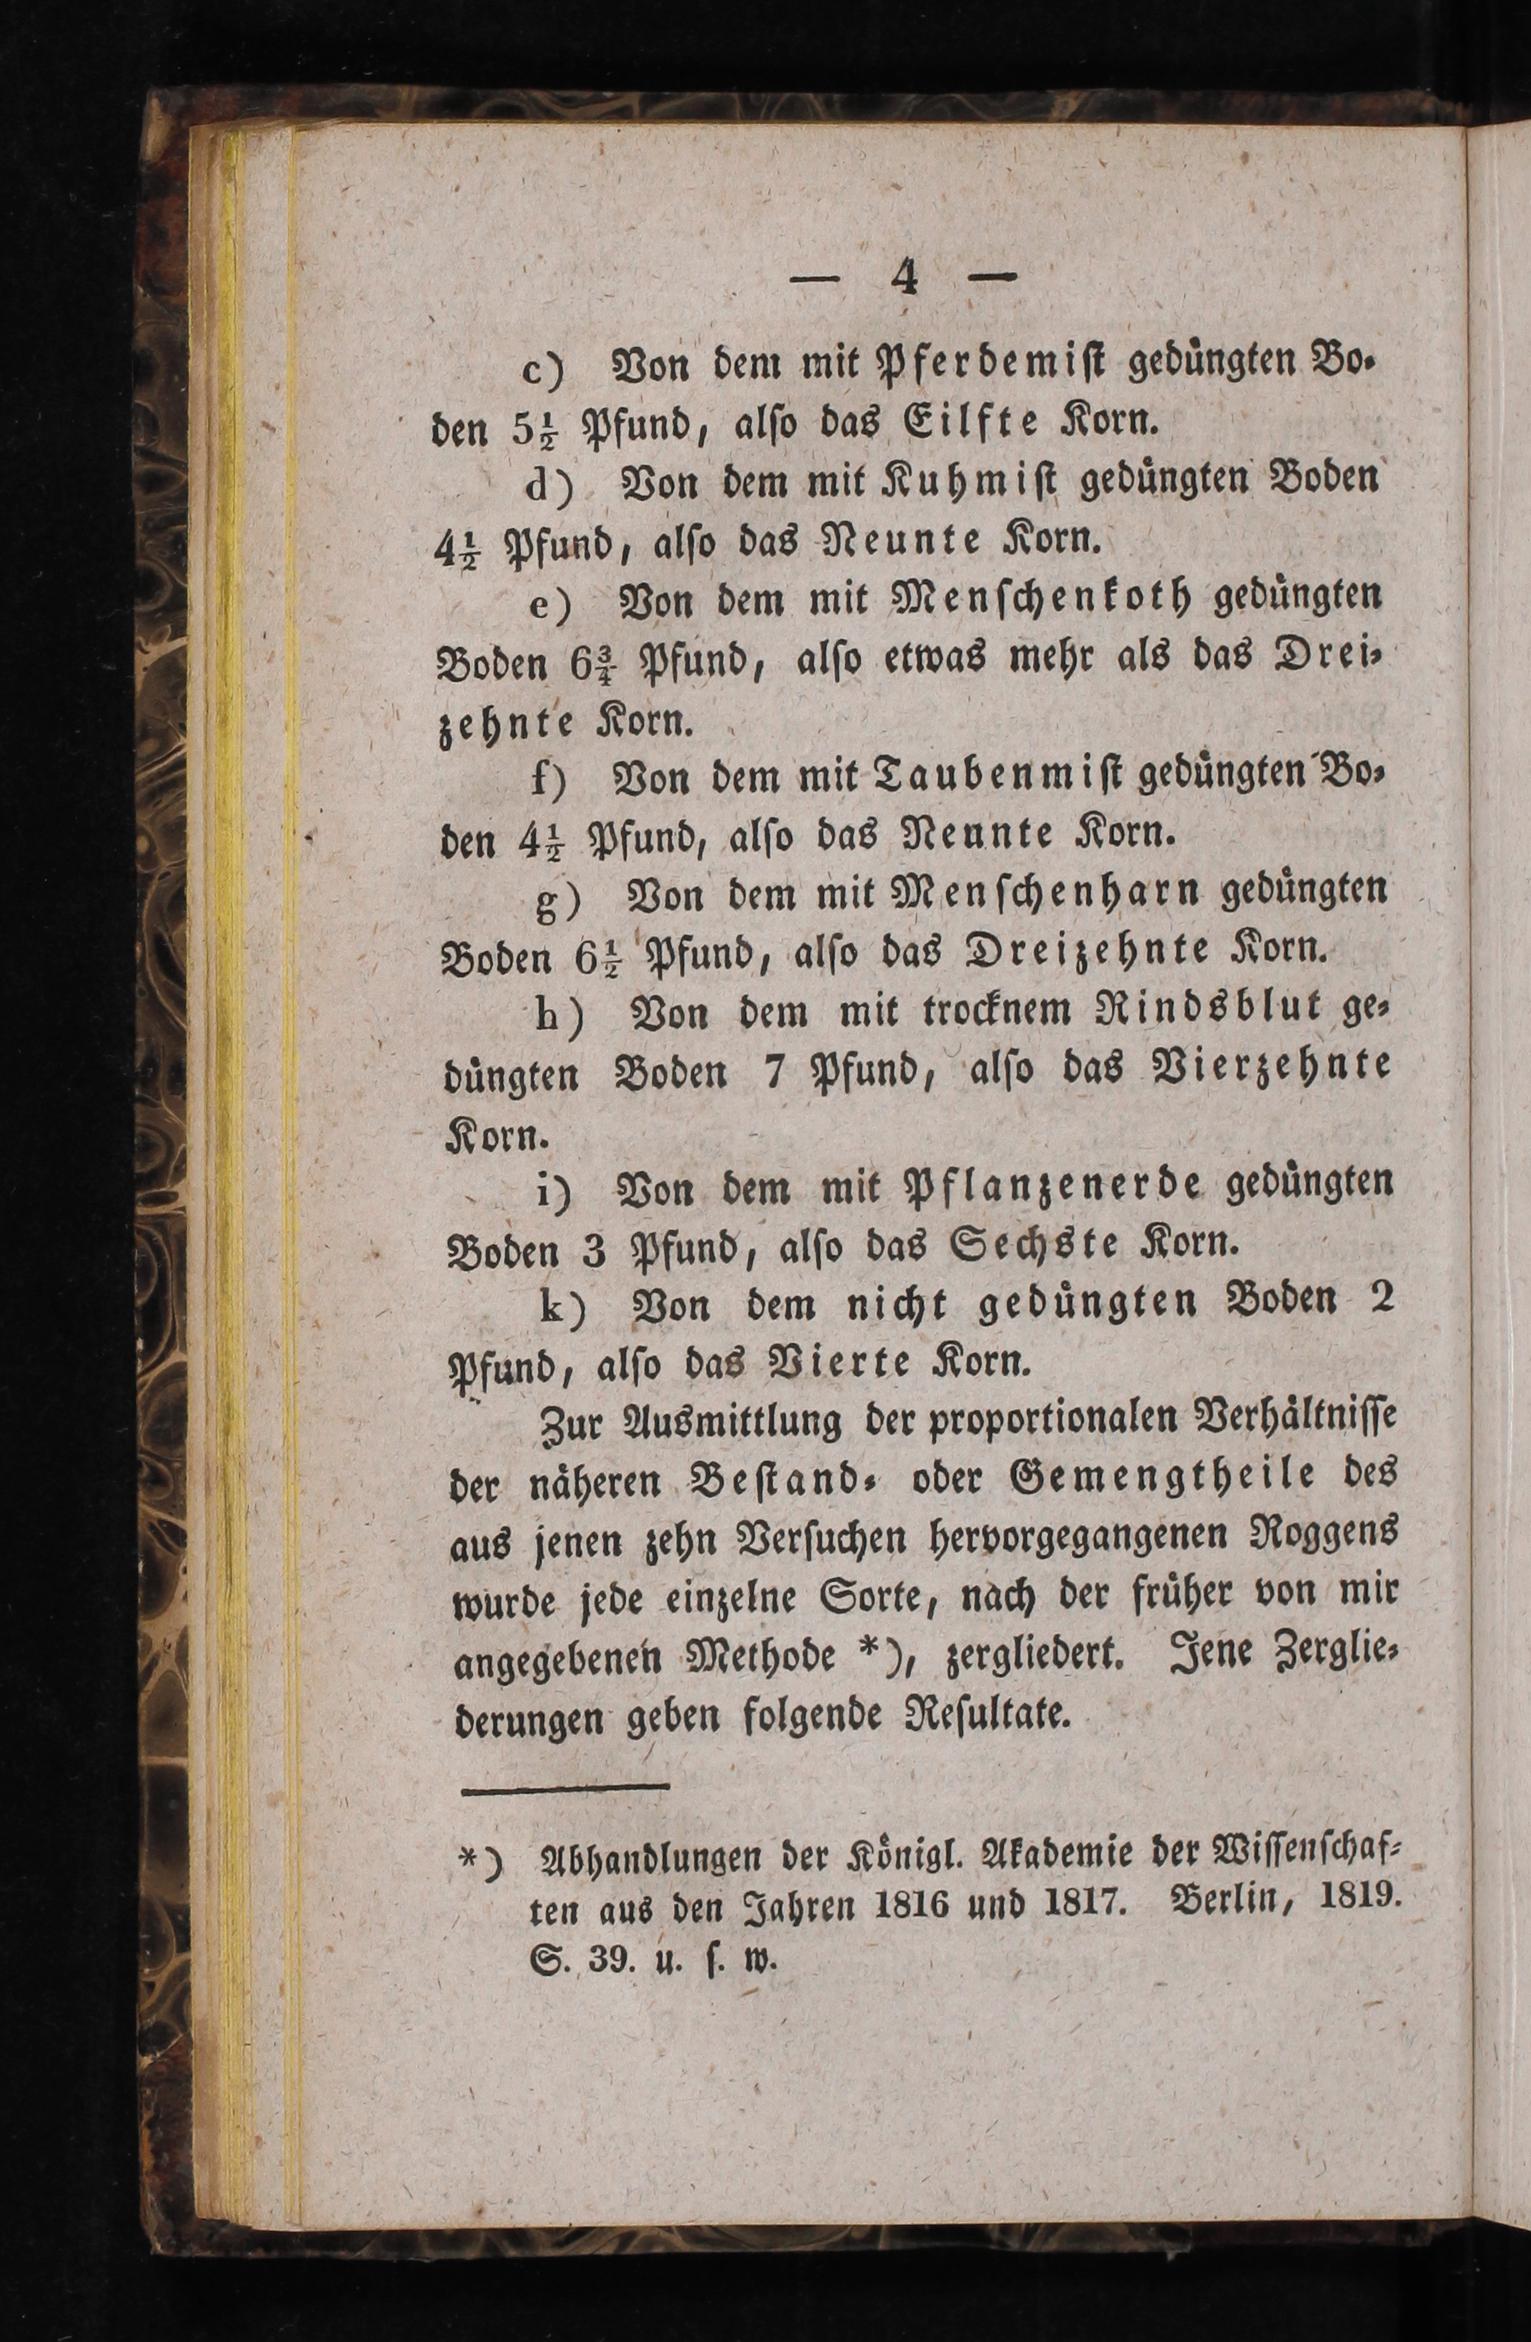 — 4 —
c) Von dem mit Pferdemiſt gedüngten Bo-
den 5½ Pfund, alſo das Eilfte Korn.
d) Von dem mit Kuhmiſt gedüngten Boden
4½ Pfund, alſo das Neunte Korn.
e) Von dem mit Menſchenkoth gedüngten
Boden 6¾ Pfund, alſo etwas mehr als das Drei-
zehnte Korn.
f) Von dem mit Taubenmiſt gedüngten Bo-
den 4½ Pfund, alſo das Nennte Korn.
g) Von dem mit Menſchenharn gedüngten
Boden 6½ Pfund, alſo das Dreizehnte Korn.
h) Von dem mit trocknem Rindsblut ge-
düngten Boden 7 Pfund, alſo das Vierzehnte
Korn.
i) Von dem mit Pflanzenerde gedüngten
Boden 3 Pfund, alſo das Sechste Korn.
k) Von dem nicht gedüngten Boden 2
Pfund, alſo das Vierte Korn.
Zur Ausmittlung der proportionalen Verhältniſſe
der näheren Beſtand- oder Gemengtheile des
aus jenen zehn Verſuchen hervorgegangenen Roggens
wurde jede einzelne Sorte, nach der früher von mir
angegebenen Methode *), zergliedert. Jene Zerglie-
derungen geben folgende Reſultate.
*) Abhandlungen der Königl. Akademie der Wiſſenſchaf-
ten aus den Jahren 1816 und 1817. Berlin, 1819.
S. 39. u. ſ. w.